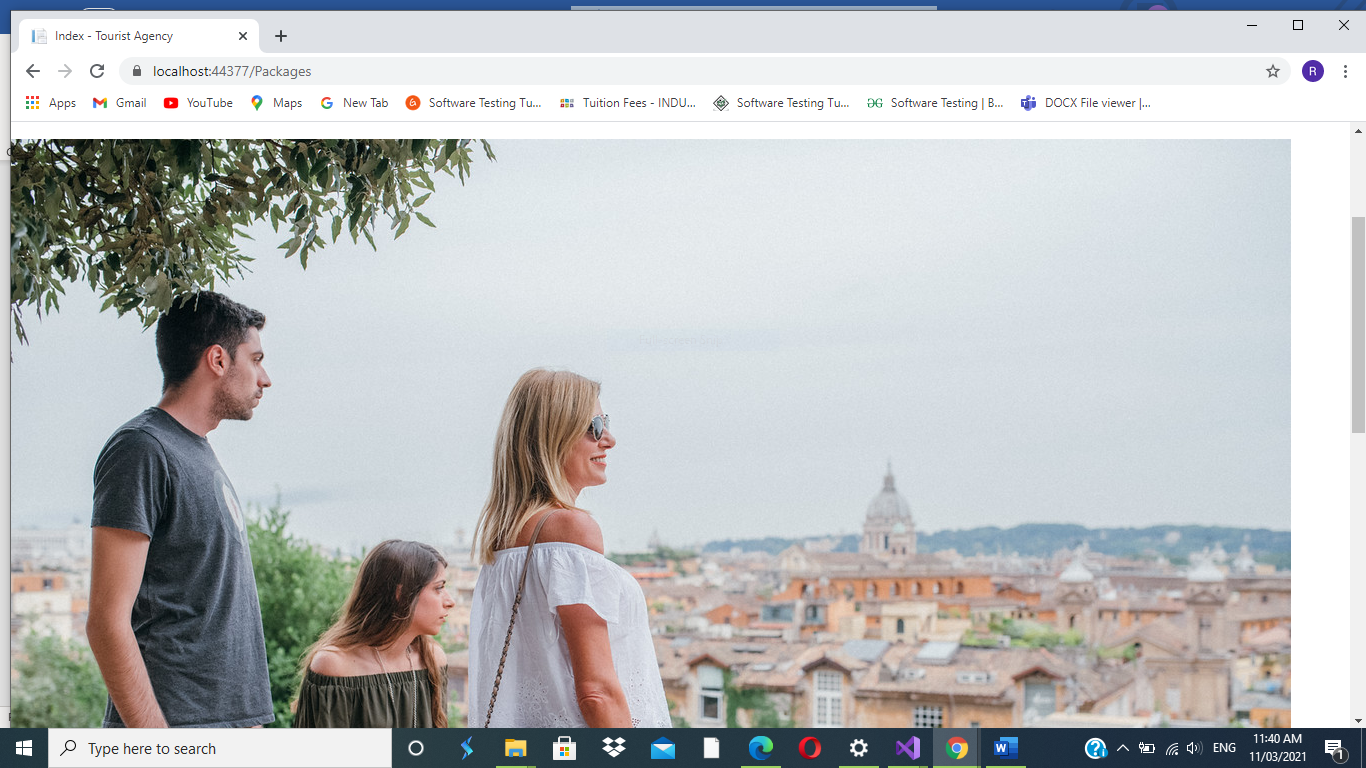 Index - Tourist Agency
localhost:44377/Packages
R
Apps
Gmail
YouTube
Maps
New Tab
Software Testing Tu...
Tuition Fees - INDU...
Software Testing Tu...
Software Testing | B...
DOCX File viewer |...
Type here to search
ENG
11:40 AM
11/03/2021
1